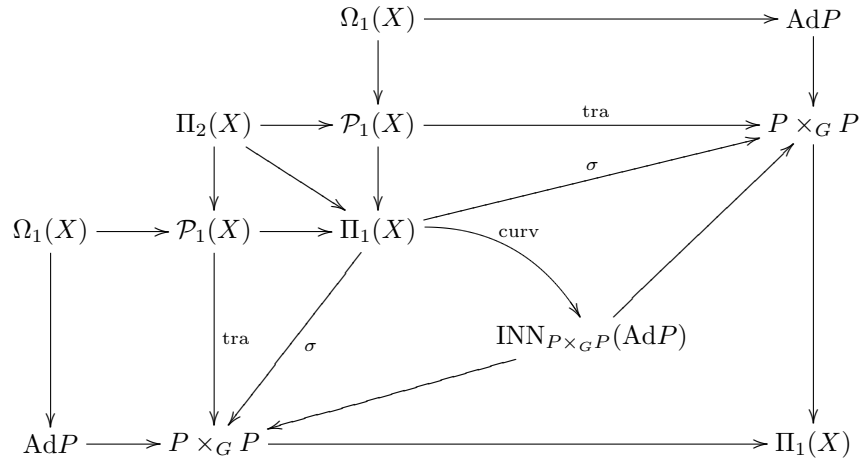 Ω₁(X) AdP
Π₂(X) 𝒫₁(X) tra P ×_G P
σ
Ω₁(X) 𝒫₁(X) Π₁(X) curv
tra σ INN_{P×_G P}(AdP)
AdP P ×_G P Π₁(X)